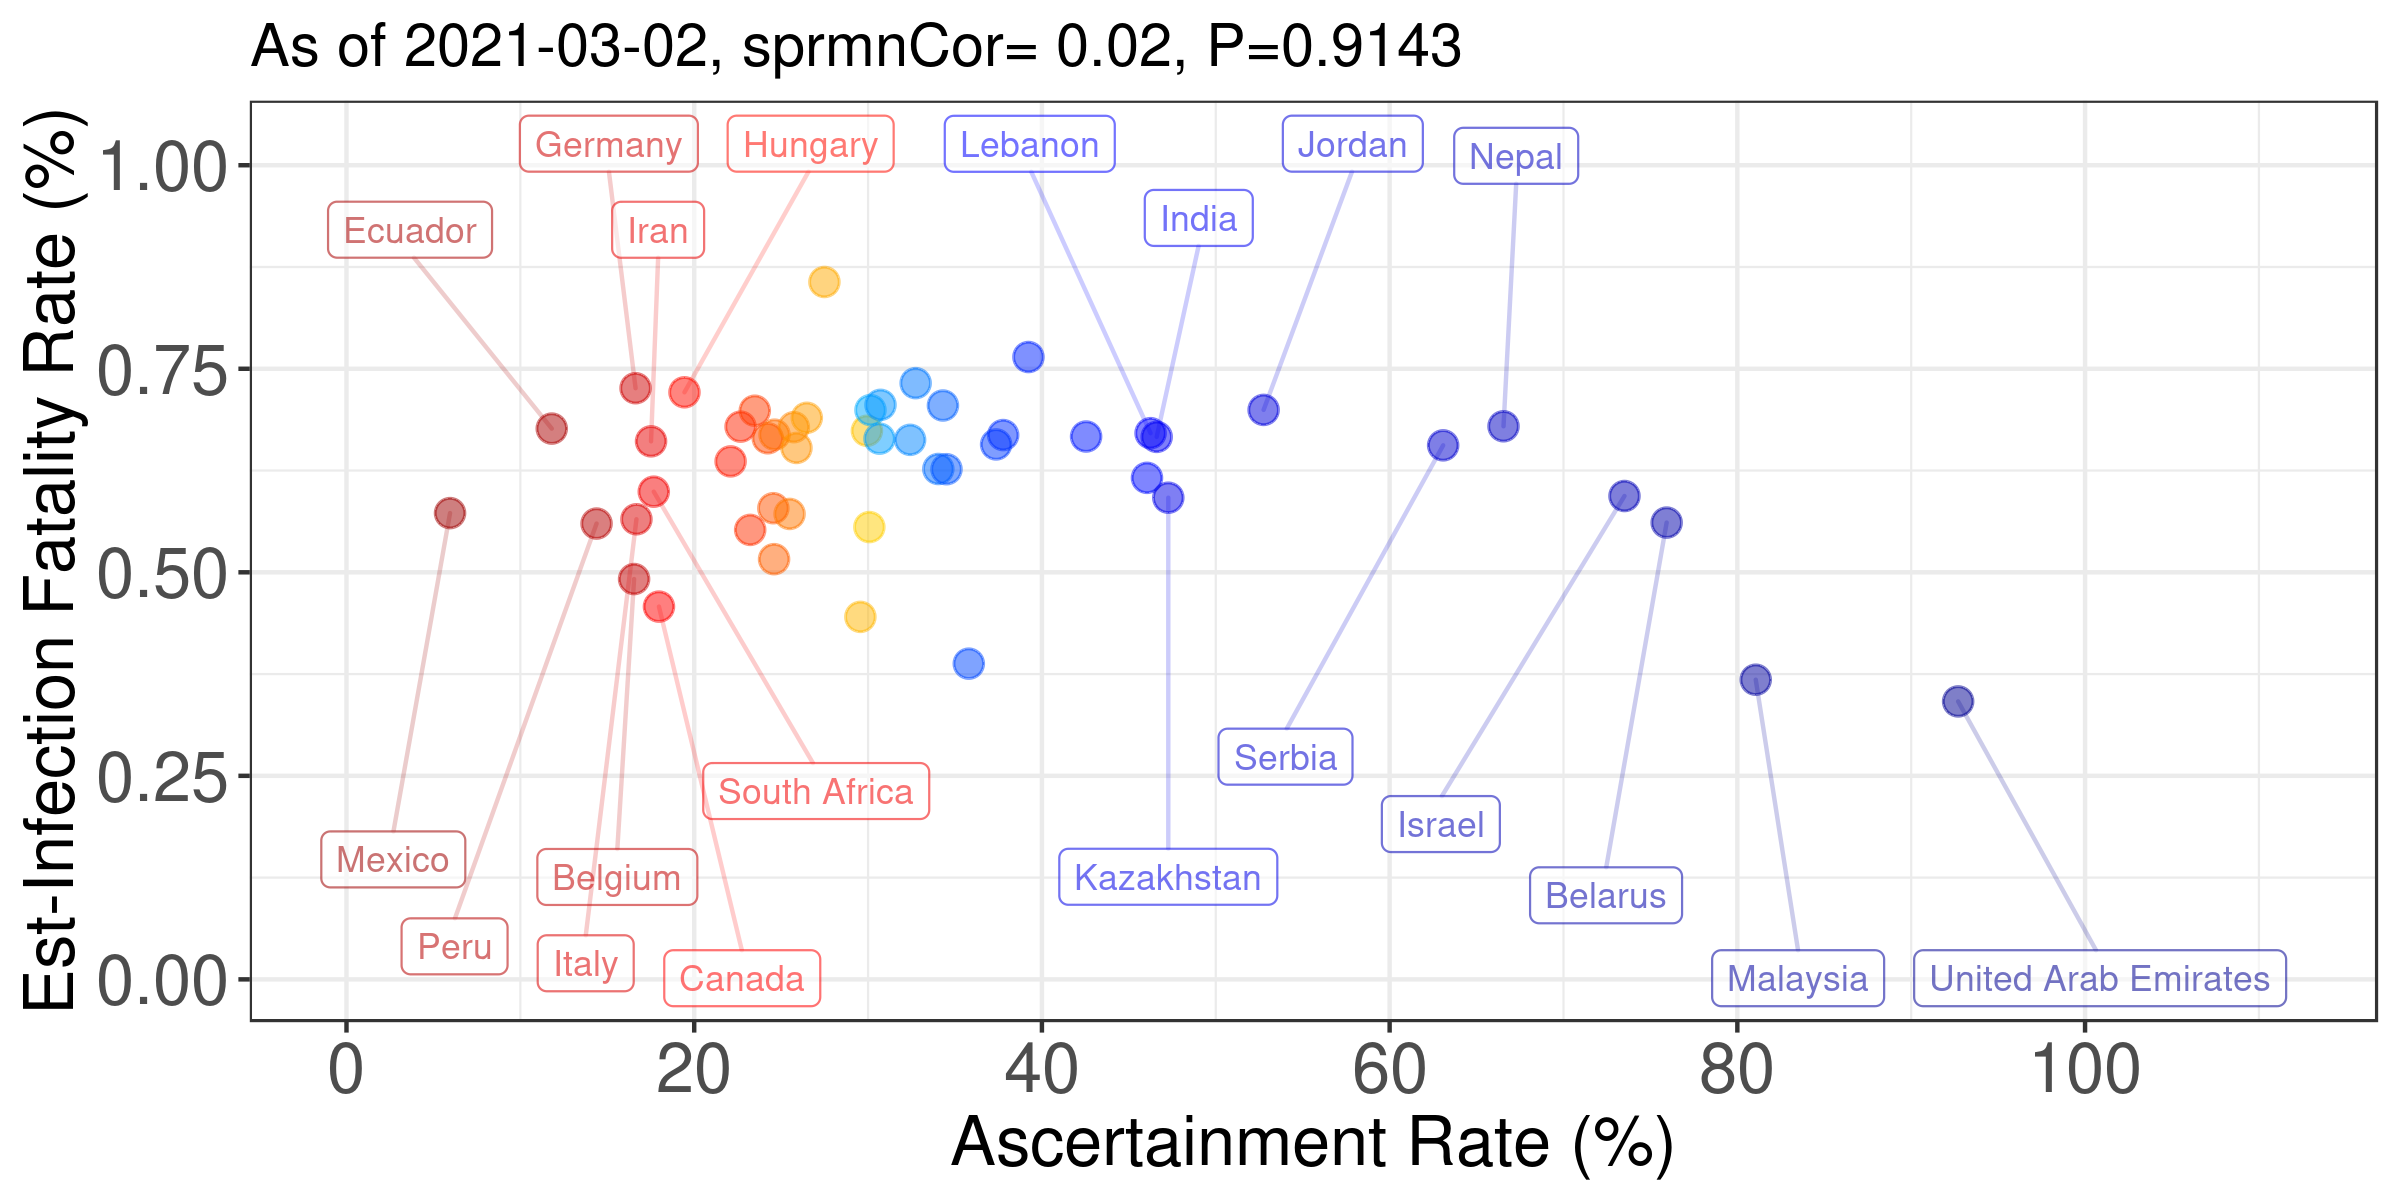 As of 2021-03-02, sprmnCor= 0.02, P=0.9143
Est-Infection Fatality Rate (%)
1.00
0.75
0.50
0.25
0.00
Germany
Hungary
Lebanon
Jordan
Nepal
Ecuador
Iran
India
South Africa
Serbia
Israel
Mexico
Belgium
Kazakhstan
Belarus
Peru
Italy
Canada
Malaysia
United Arab Emirates
0
20
40
60
80
100
Ascertainment Rate (%)